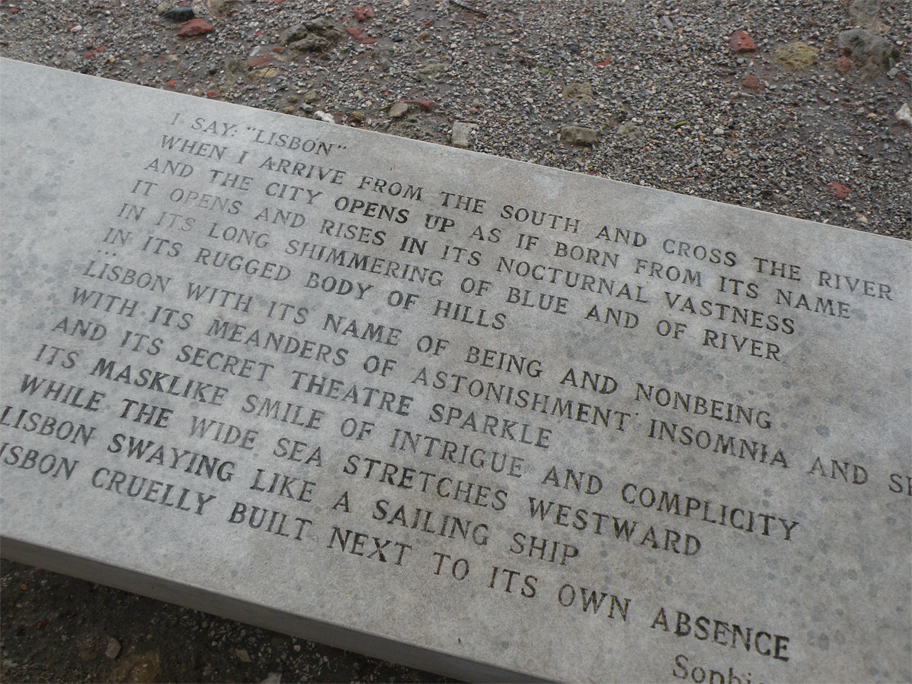 I SAY: "LISBON"
WHEN I ARRIVE FROM THE SOUTH AND CROSS THE RIVER
AND THE CITY OPENS UP AS IF BORN FROM ITS NAME
IT OPENS AND RISES IN ITS NOCTURNAL VASTNESS
IN ITS LONG SHIMMERING OF BLUE AND OF RIVER
IN ITS RUGGED BODY OF HILLS
...
LISBON WITH ITS NAME OF BEING AND NONBEING
WITH ITS MEANDERS OF ASTONISHMENT INSOMNIA AND
AND ITS SECRET THEATRE SPARKLE
ITS MASKLIKE SMILE OF INTRIGUE AND COMPLICITY
WHILE THE WIDE SEA STRETCHES WESTWARD
LISBON SWAYING LIKE A SAILING SHIP
LISBON CRUELLY BUILT NEXT TO ITS OWN ABSENCE